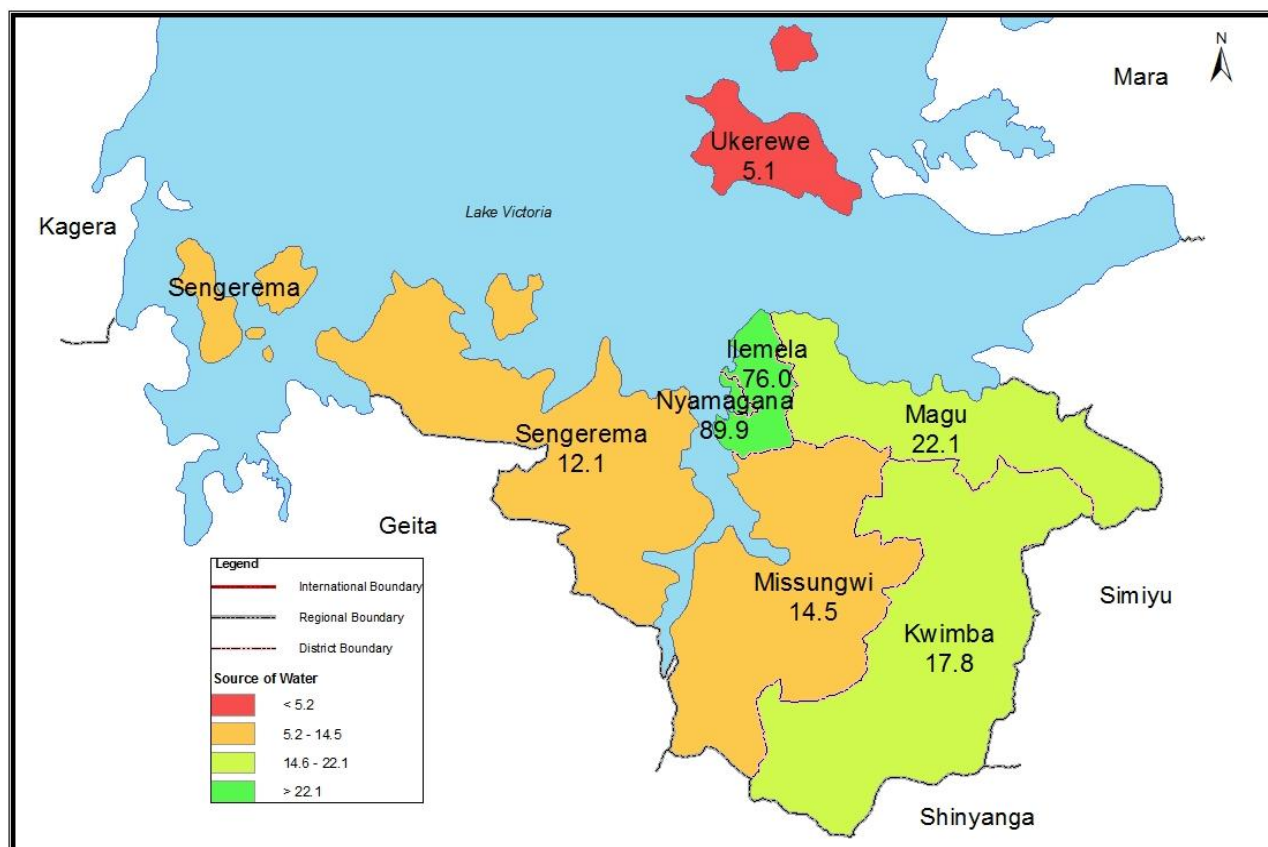 N
Mara
Ukerewe
5.1
Lake Victoria
Kagera
Sengerema
Ilemela
76.0
Nyamagana
89.9
Magu
22.1
Sengerema
12.1
Geita
Missungwi
14.5
Simiyu
Kwimba
17.8
Shinyanga
Legend
International Boundary
Regional Boundary
District Boundary
Source of Water
< 5.2
5.2 - 14.5
14.6 - 22.1
> 22.1